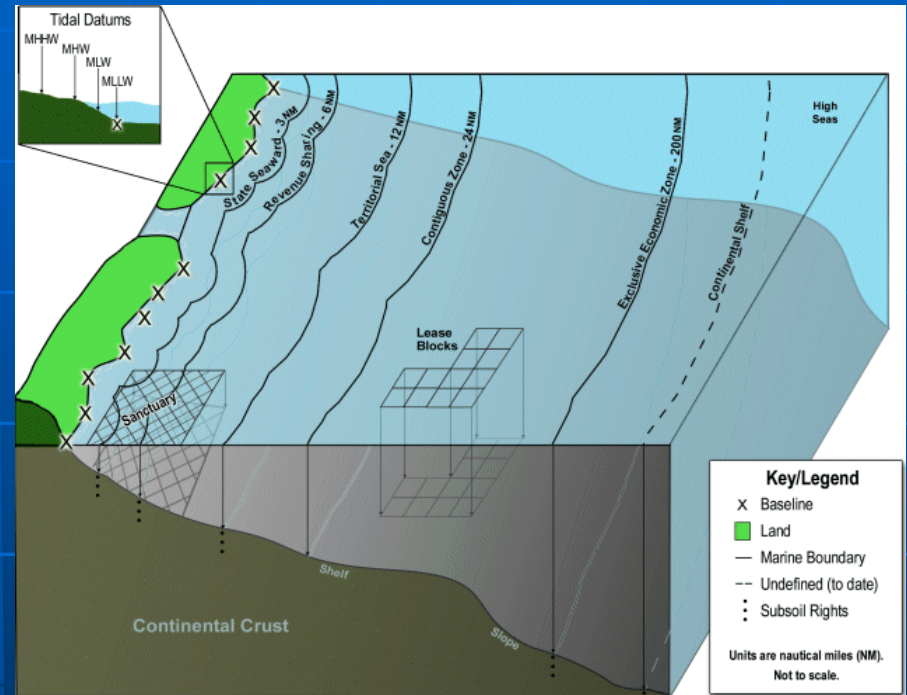 Tidal Datums
MHHW
MHW
MLW
MLLW
X
State Seaward - 3 NM
Revenue Sharing - 6 NM
Territorial Sea - 12 NM
Contiguous Zone - 24 NM
Exclusive Economic Zone - 200 NM
Continental Shelf
High
Seas
X
X
X
X
X
X
X
X
X
X
X
Lease
Blocks
Sanctuary
Shelf
Slope
Continental Crust
Key/Legend
X Baseline
Land
Marine Boundary
Undefined (to date)
Subsoil Rights
Units are nautical miles (NM).
Not to scale.